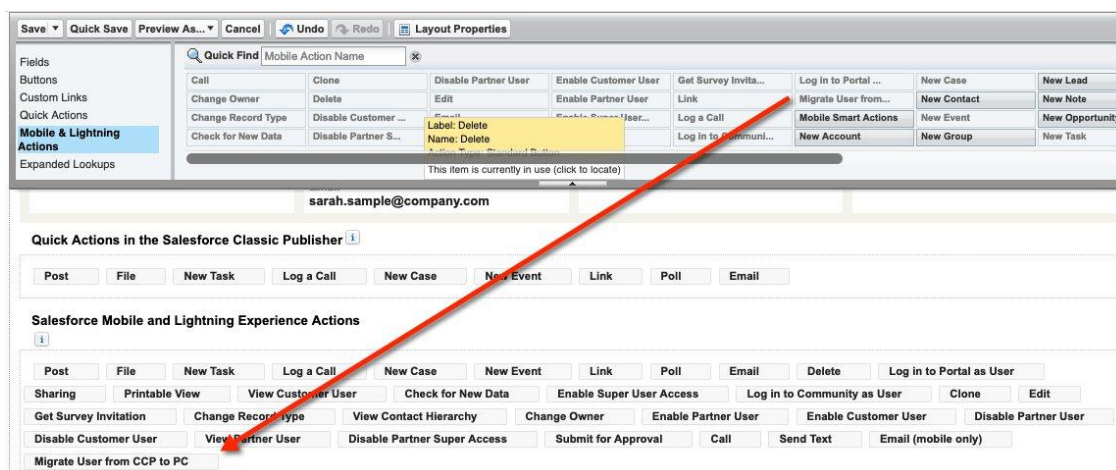 Save Quick Save Preview As... Cancel Undo Redo Layout Properties
Fields
Buttons
Custom Links
Quick Actions
Mobile & Lightning
Actions
Expanded Lookups
Quick Find Mobile Action Name
Call Clone Disable Partner User Enable Customer User Get Survey Invita... Log in to Portal ... New Case New Lead
Change Owner Delete Edit Enable Partner User Link Migrate User from... New Contact New Note
Change Record Type Disable Customer ... Email Enable Super User... Log a Call Mobile Smart Actions New Event New Opportunity
Check for New Data Disable Partner S... Log in to Communi... New Account New Group New Task
Label: Delete
Name: Delete
Action Type: Standard Button
This item is currently in use (click to locate)
sarah.sample@company.com
Quick Actions in the Salesforce Classic Publisher i
Post File New Task Log a Call New Case New Event Link Poll Email
Salesforce Mobile and Lightning Experience Actions
i
Post File New Task Log a Call New Case New Event Link Poll Email Delete Log in to Portal as User
Sharing Printable View View Customer User Check for New Data Enable Super User Access Log in to Community as User Clone Edit
Get Survey Invitation Change Record Type View Contact Hierarchy Change Owner Enable Partner User Enable Customer User Disable Partner User
Disable Customer User View Partner User Disable Partner Super Access Submit for Approval Call Send Text Email (mobile only)
Migrate User from CCP to PC